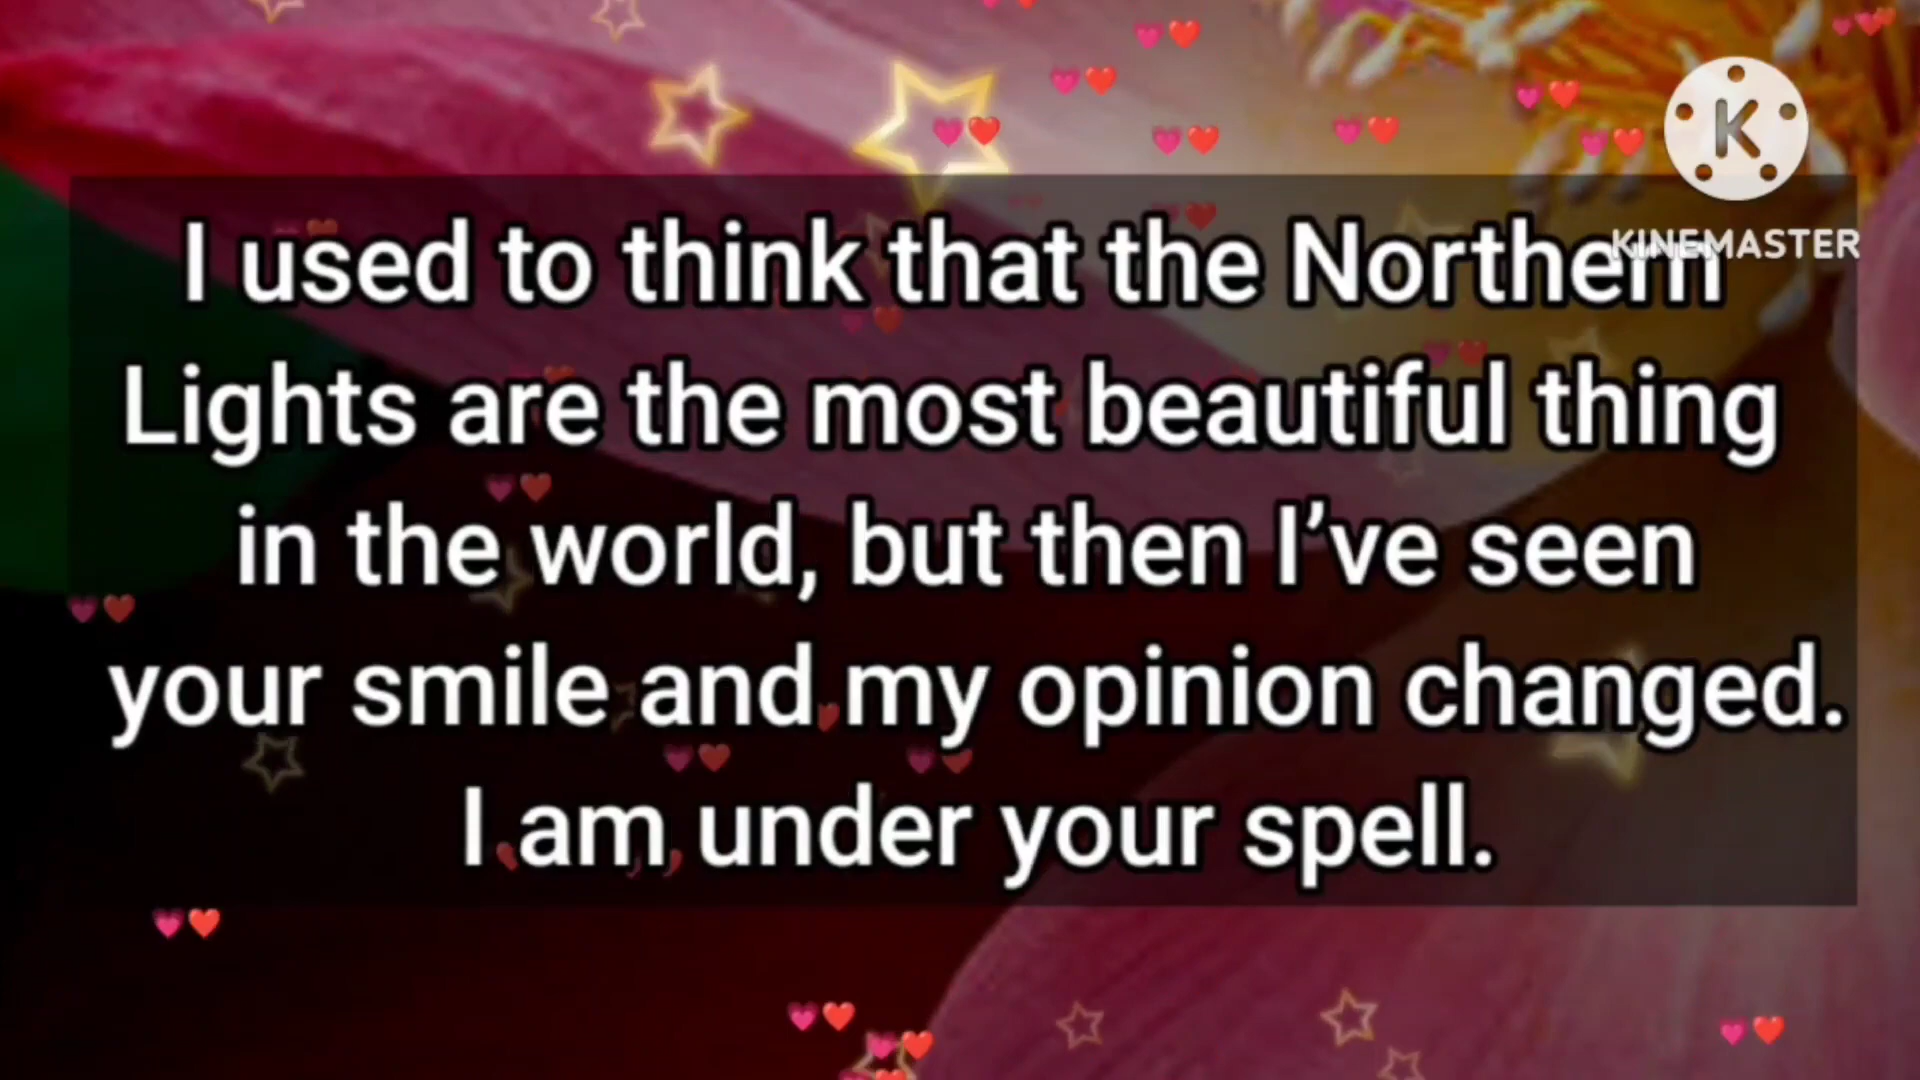 K
KINEMASTER
I used to think that the Northern
Lights are the most beautiful thing
in the world, but then I’ve seen
your smile and my opinion changed.
I am under your spell.